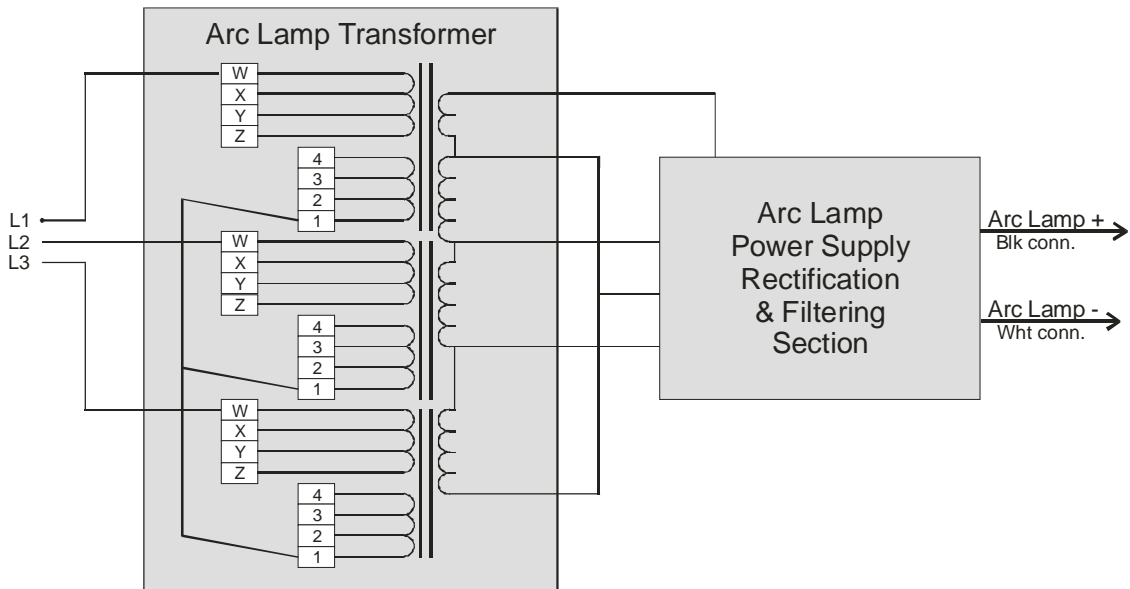 Arc Lamp Transformer
W
X
Y
Z
4
3
2
1
L1
L2
L3
W
X
Y
Z
4
3
2
1
W
X
Y
Z
4
3
2
1
Arc Lamp
Power Supply
Rectification
& Filtering
Section
Arc Lamp +
Blk conn.
Arc Lamp -
Wht conn.